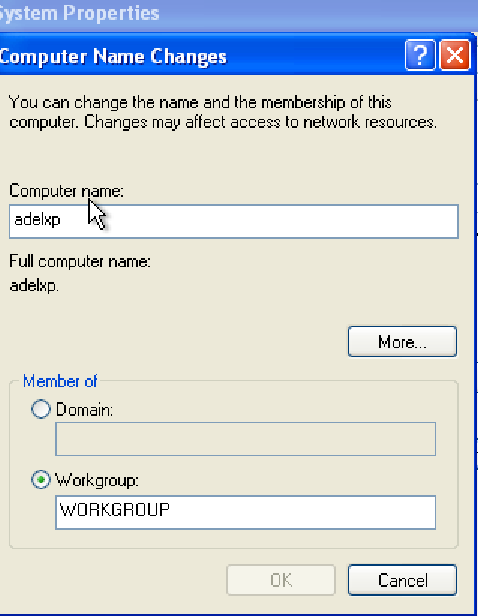 System Properties
Computer Name Changes
You can change the name and the membership of this
computer. Changes may affect access to network resources.
Computer name:
adelxp
Full computer name:
adelxp.
More...
Member of
Domain:
Workgroup:
WORKGROUP
OK
Cancel